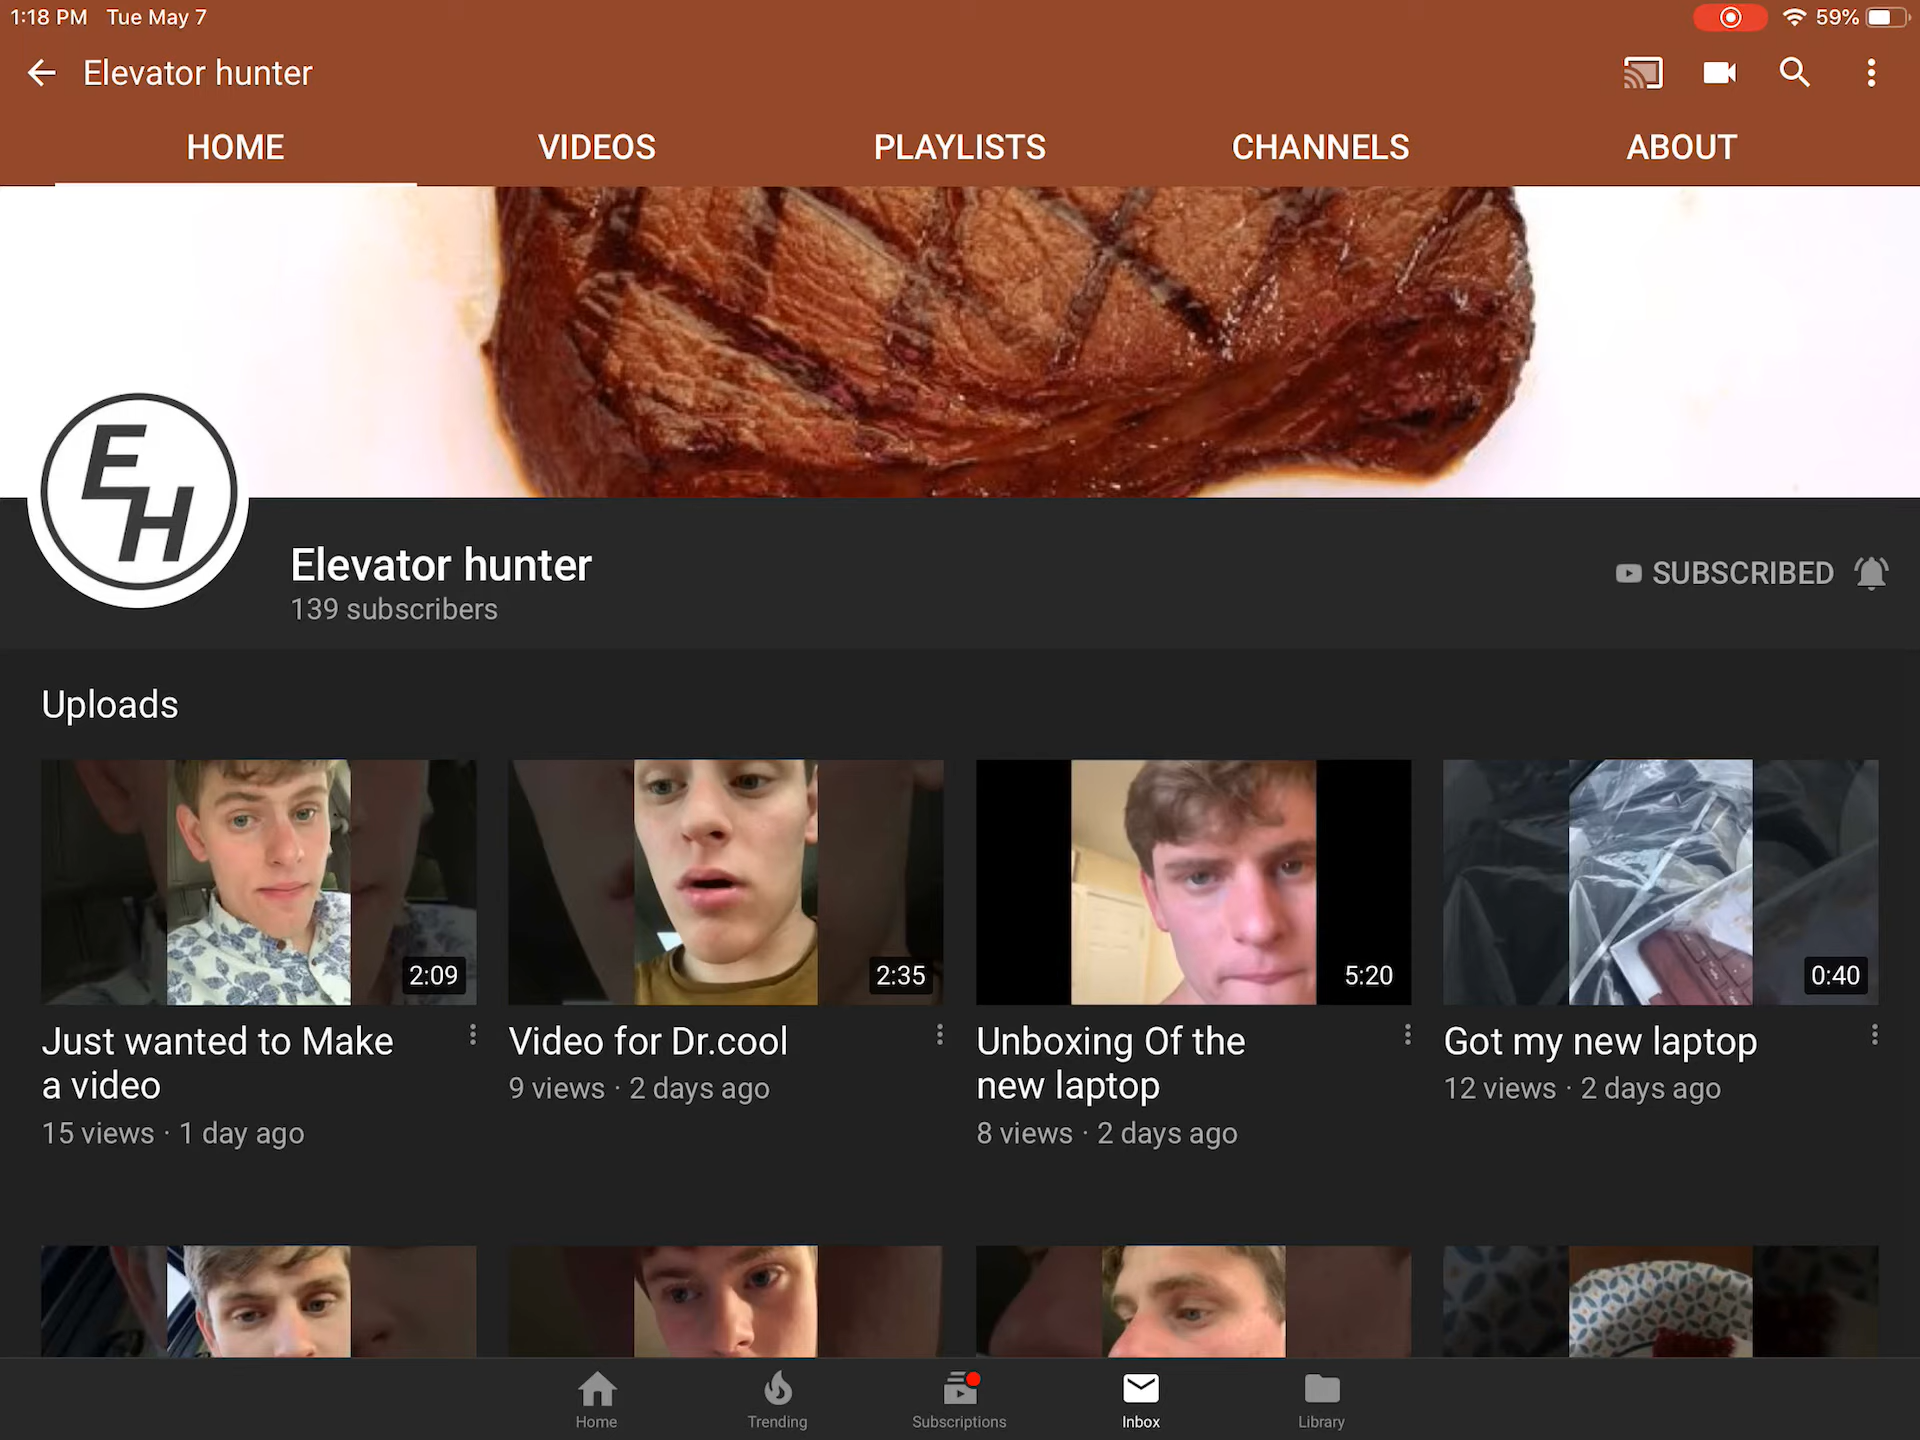 1:18 PM Tue May 7
59%
Elevator hunter
HOME VIDEOS PLAYLISTS CHANNELS ABOUT
EH
Elevator hunter
139 subscribers
SUBSCRIBED
Uploads
2:09
2:35
5:20
0:40
Just wanted to Make
a video
15 views · 1 day ago
Video for Dr.cool
9 views · 2 days ago
Unboxing Of the
new laptop
8 views · 2 days ago
Got my new laptop
12 views · 2 days ago
Home Trending Subscriptions Inbox Library